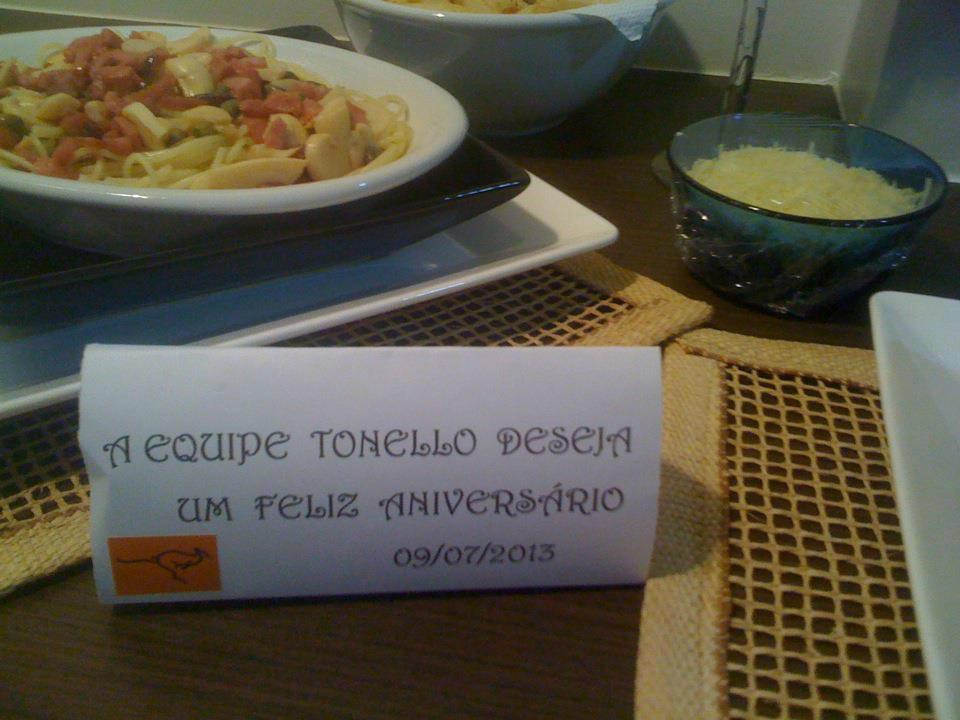 A EQUIPE TONELLO DESEJA
UM FELIZ ANIVERSÁRIO
09/07/2013